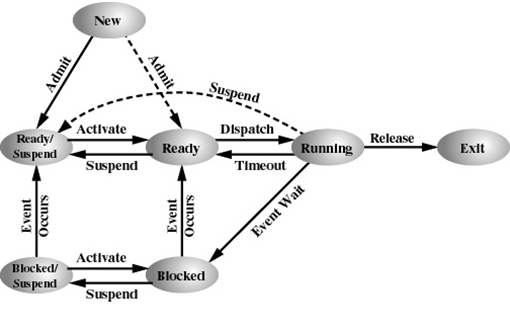 New
Admit
Admit
Suspend
Ready/
Suspend
Activate
Suspend
Ready
Dispatch
Timeout
Running
Release
Exit
Event
Occurs
Event
Occurs
Event Wait
Blocked/
Suspend
Activate
Suspend
Blocked